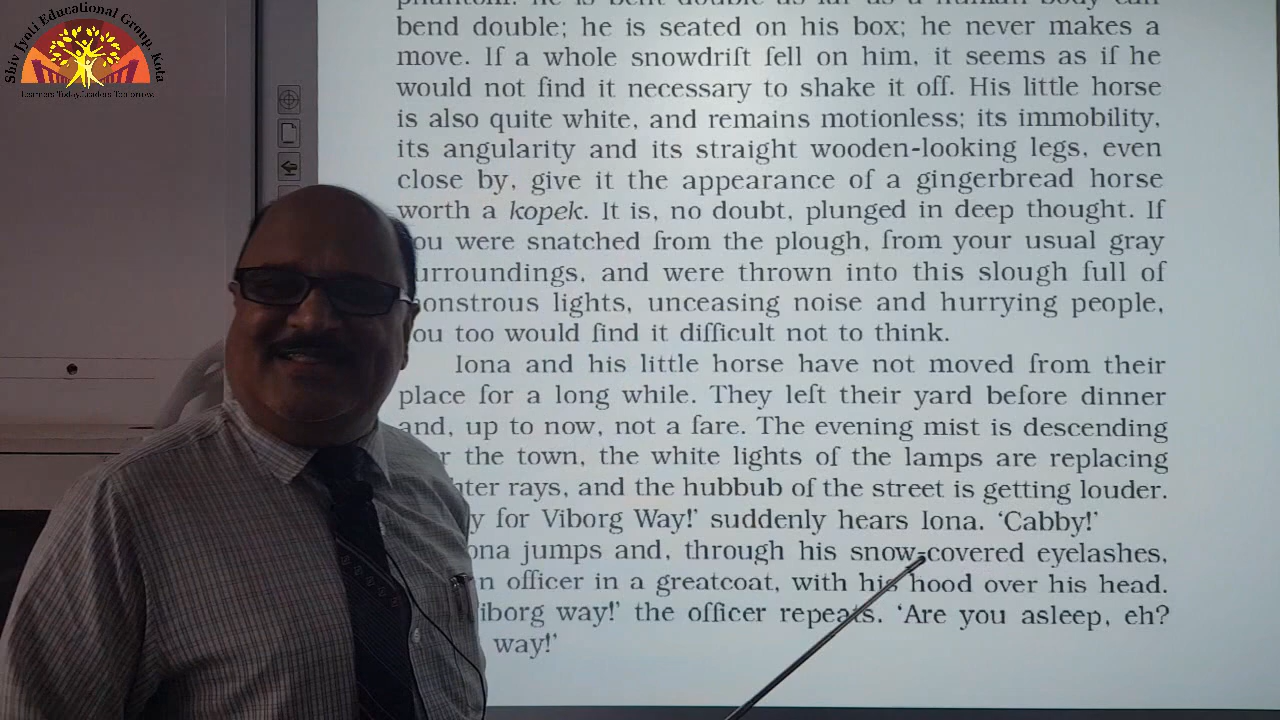 Shiv Jyoti Educational Group, Kota
Learners Today...Leaders Tomorrow...
phantom: he is bent double as far as a human body can
bend double; he is seated on his box; he never makes a
move. If a whole snowdrift fell on him, it seems as if he
would not find it necessary to shake it off. His little horse
is also quite white, and remains motionless; its immobility,
its angularity and its straight wooden-looking legs, even
close by, give it the appearance of a gingerbread horse
worth a kopek. It is, no doubt, plunged in deep thought. If
ou were snatched from the plough, from your usual gray
urroundings, and were thrown into this slough full of
onstrous lights, unceasing noise and hurrying people,
ou too would find it difficult not to think.
Iona and his little horse have not moved from their
place for a long while. They left their yard before dinner
and, up to now, not a fare. The evening mist is descending
the town, the white lights of the lamps are replacing
hter rays, and the hubbub of the street is getting louder.
y for Viborg Way!’ suddenly hears Iona. ‘Cabby!’
ona jumps and, through his snow-covered eyelashes,
n officer in a greatcoat, with his hood over his head.
iborg way!’ the officer repeats. ‘Are you asleep, eh?
way!’